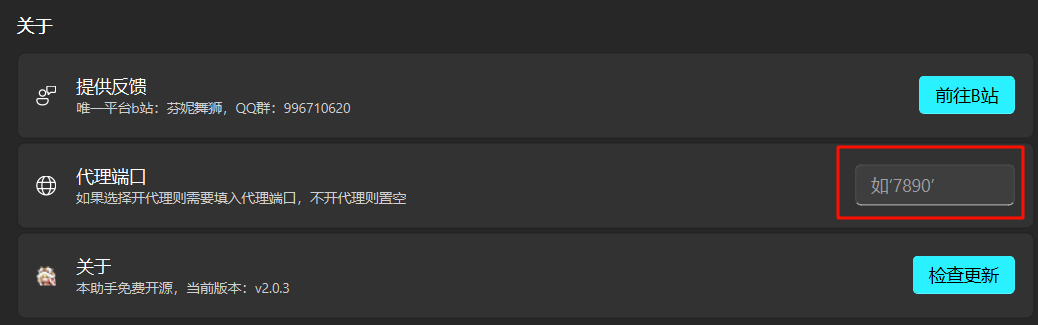 关于
提供反馈
唯一平台b站：芬妮舞狮，QQ群：996710620
前往B站
代理端口
如果选择开代理则需要填入代理端口，不开代理则置空
如‘7890’
关于
本助手免费开源，当前版本：v2.0.3
检查更新